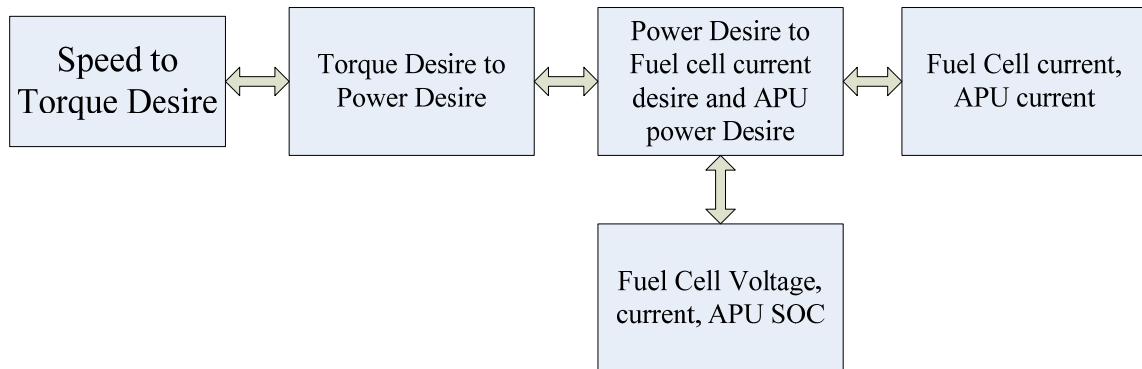 Speed to
Torque Desire
Torque Desire to
Power Desire
Power Desire to
Fuel cell current
desire and APU
power Desire
Fuel Cell current,
APU current
Fuel Cell Voltage,
current, APU SOC